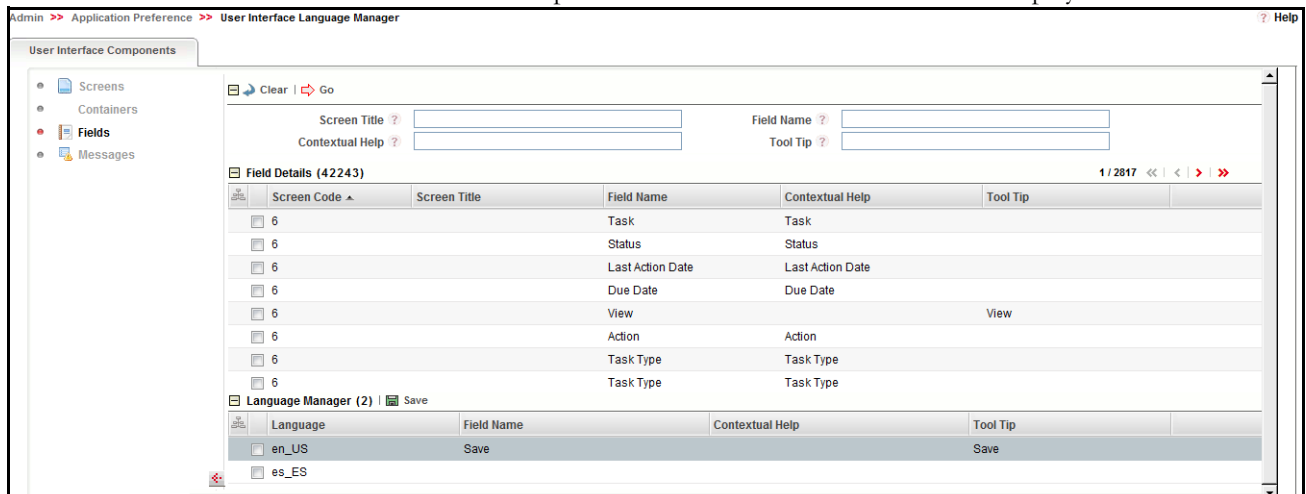 Admin >> Application Preference >> User Interface Language Manager ? Help
User Interface Components
Screens
Containers
Fields
Messages
Clear | Go
Screen Title ? Field Name ?
Contextual Help ? Tool Tip ?
Field Details (42243) 1 / 2817 << | < | > | >>
Screen Code Screen Title Field Name Contextual Help Tool Tip
6 Task Task
6 Status Status
6 Last Action Date Last Action Date
6 Due Date Due Date
6 View View
6 Action Action
6 Task Type Task Type
6 Task Type Task Type
Language Manager (2) | Save
Language Field Name Contextual Help Tool Tip
en_US Save Save
es_ES